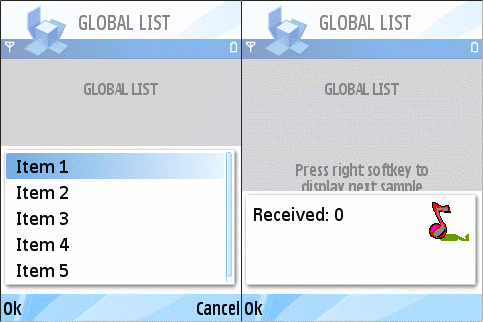 GLOBAL LIST
GLOBAL LIST
Item 1
Item 2
Item 3
Item 4
Item 5
Ok Cancel
GLOBAL LIST
GLOBAL LIST
Press right softkey to
display next sample
Received: 0
Ok